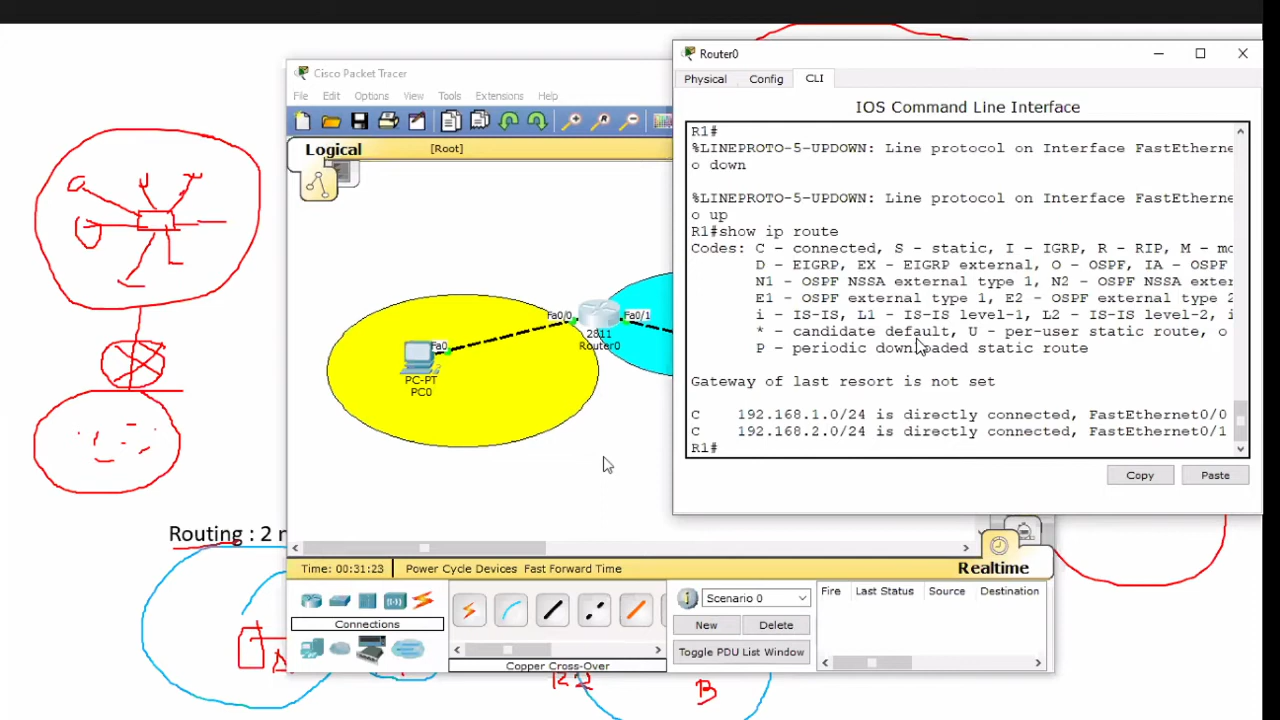 Cisco Packet Tracer
File Edit Options View Tools Extensions Help
Logical
[Root]
Fa0
PC-PT
PC0
Fa0/0
Fa0/1
2811
Router0
Router0
Physical Config CLI
IOS Command Line Interface
R1#
%LINEPROTO-5-UPDOWN: Line protocol on Interface FastEtherne
o down
%LINEPROTO-5-UPDOWN: Line protocol on Interface FastEtherne
o up
R1#show ip route
Codes: C - connected, S - static, I - IGRP, R - RIP, M - mo
D - EIGRP, EX - EIGRP external, O - OSPF, IA - OSPF
N1 - OSPF NSSA external type 1, N2 - OSPF NSSA exter
E1 - OSPF external type 1, E2 - OSPF external type 2
i - IS-IS, L1 - IS-IS level-1, L2 - IS-IS level-2, i
* - candidate default, U - per-user static route, o
P - periodic downloaded static route
Gateway of last resort is not set
C 192.168.1.0/24 is directly connected, FastEthernet0/0
C 192.168.2.0/24 is directly connected, FastEthernet0/1
R1#
Copy Paste
Routing : 2
Time: 00:31:23 Power Cycle Devices Fast Forward Time
Realtime
Connections
Copper Cross-Over
Scenario 0
New Delete
Toggle PDU List Window
Fire Last Status Source Destination
B